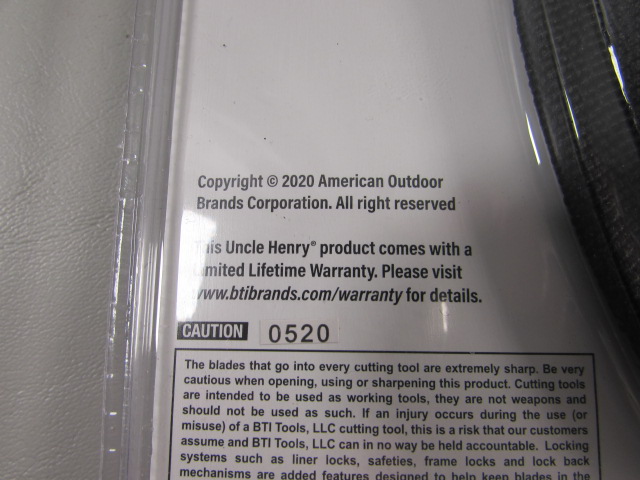 Copyright © 2020 American Outdoor
Brands Corporation. All right reserved
This Uncle Henry® product comes with a
Limited Lifetime Warranty. Please visit
www.btibrands.com/warranty for details.
CAUTION 0520
The blades that go into every cutting tool are extremely sharp. Be very
cautious when opening, using or sharpening this product. Cutting tools
are intended to be used as working tools, they are not weapons and
should not be used as such. If an injury occurs during the use (or
misuse) of a BTI Tools, LLC cutting tool, this is a risk that our customers
assume and BTI Tools, LLC can in no way be held accountable. Locking
systems such as liner locks, safeties, frame locks and lock back
mechanisms are added features designed to help keep blades in the